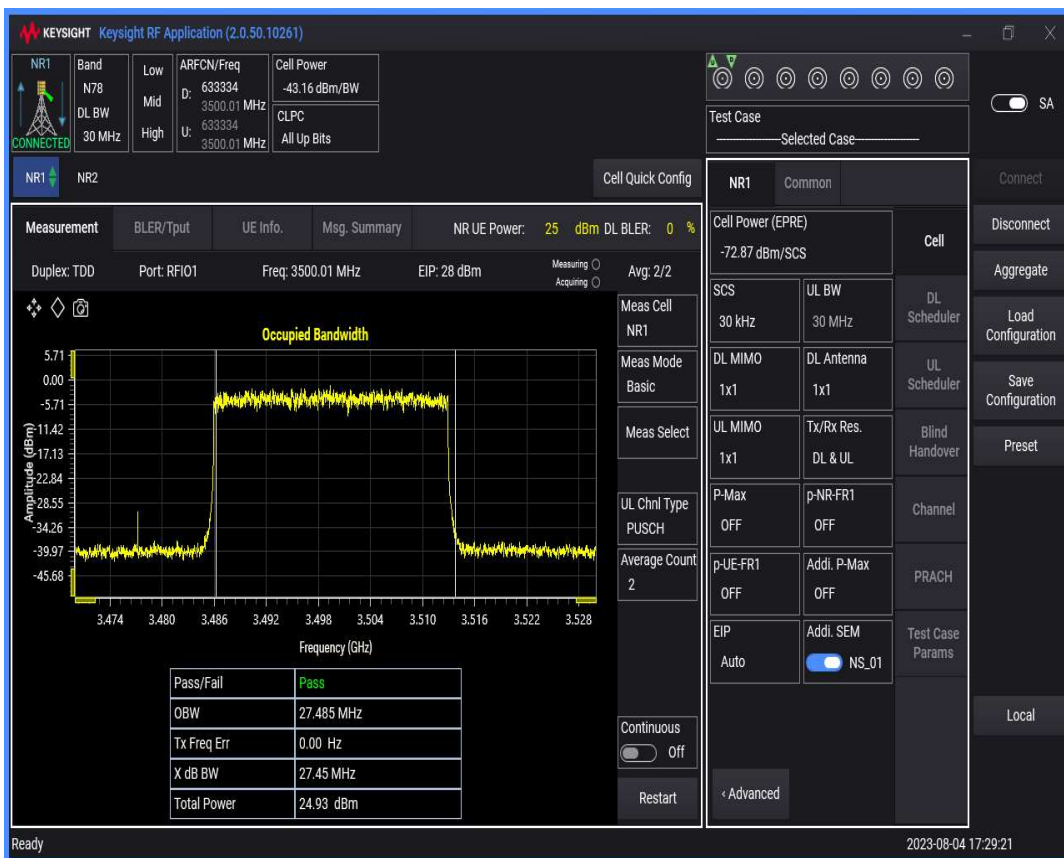 KEYSIGHT Keysight RF Application (2.0.50.10261)
NR1
CONNECTED
Band
N78
DL BW
30 MHz
Low
Mid
High
ARFCN/Freq
D: 633334
3500.01 MHz
U: 633334
3500.01 MHz
Cell Power
-43.16 dBm/BW
CLPC
All Up Bits
Test Case
Selected Case
SA
NR1 NR2 Cell Quick Config
Measurement BLER/Tput UE Info. Msg. Summary NR UE Power: 25 dBm DL BLER: 0 %
Duplex: TDD Port: RFIO1 Freq: 3500.01 MHz EIP: 28 dBm Measuring Acquiring Avg: 2/2
Occupied Bandwidth
5.71
0.00
-5.71
-11.42
-17.13
-22.84
-28.55
-34.26
-39.97
-45.68
Amplitude (dBm)
3.474 3.480 3.486 3.492 3.498 3.504 3.510 3.516 3.522 3.528
Frequency (GHz)
Pass/Fail Pass
OBW 27.485 MHz
Tx Freq Err 0.00 Hz
X dB BW 27.45 MHz
Total Power 24.93 dBm
Meas Cell
NR1
Meas Mode
Basic
Meas Select
UL Chnl Type
PUSCH
Average Count
2
Continuous
Off
Restart
NR1 Common
Cell Power (EPRE)
-72.87 dBm/SCS
SCS
30 kHz
UL BW
30 MHz
DL MIMO
1x1
DL Antenna
1x1
UL MIMO
1x1
Tx/Rx Res.
DL & UL
P-Max
OFF
p-NR-FR1
OFF
p-UE-FR1
OFF
Addi. P-Max
OFF
EIP
Auto
Addi. SEM
NS_01
‹ Advanced
Cell
DL
Scheduler
UL
Scheduler
Blind
Handover
Channel
PRACH
Test Case
Params
Connect
Disconnect
Aggregate
Load
Configuration
Save
Configuration
Preset
Local
Ready
2023-08-04 17:29:21